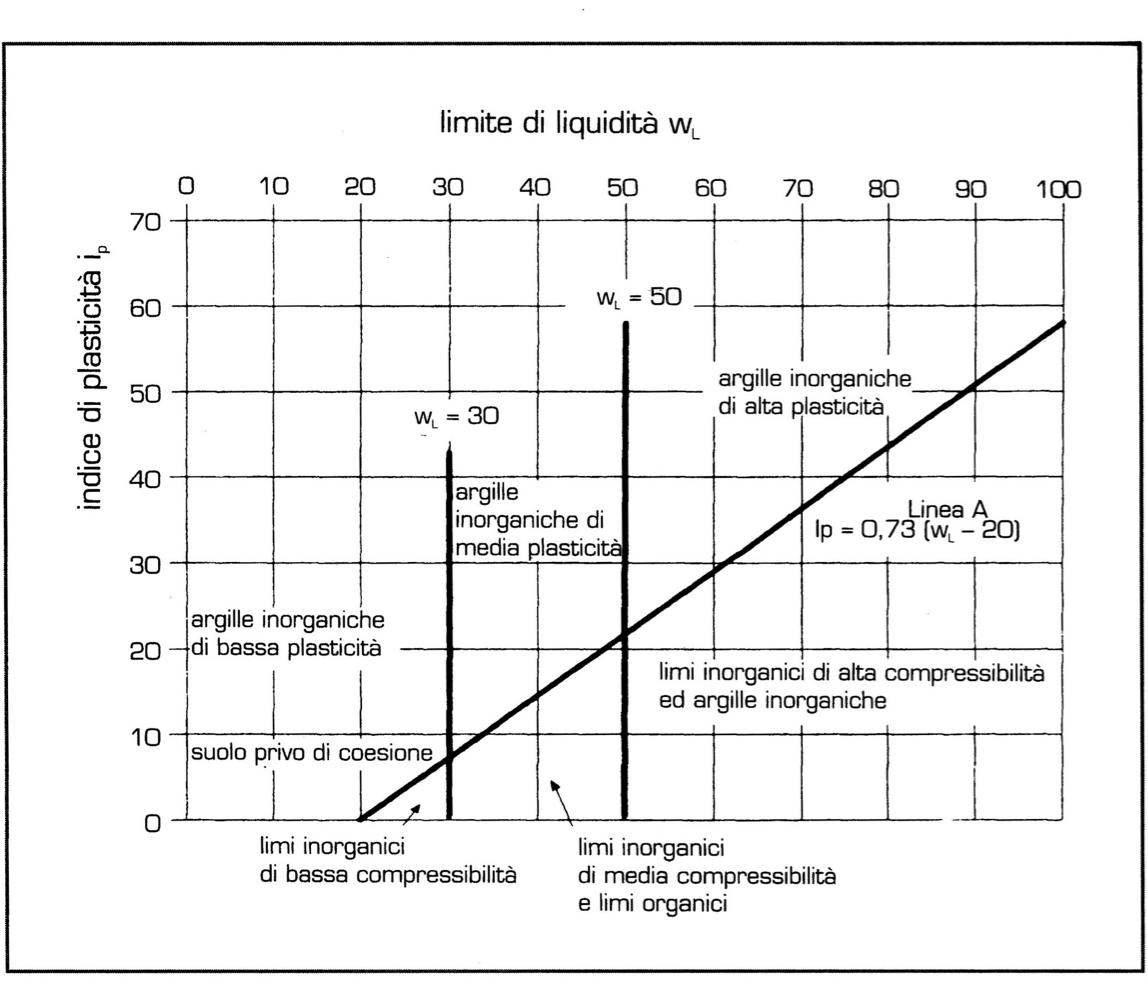 limite di liquidità w_L
0 10 20 30 40 50 60 70 80 90 100
indice di plasticità i_p
70
60
50
40
30
20
10
0
w_L = 50
argille inorganiche
di alta plasticità
w_L = 30
argille
inorganiche di
media plasticità
Linea A
Ip = 0,73 (w_L – 20)
argille inorganiche
di bassa plasticità
limi inorganici di alta compressibilità
ed argille inorganiche
suolo privo di coesione
limi inorganici
di bassa compressibilità
limi inorganici
di media compressibilità
e limi organici